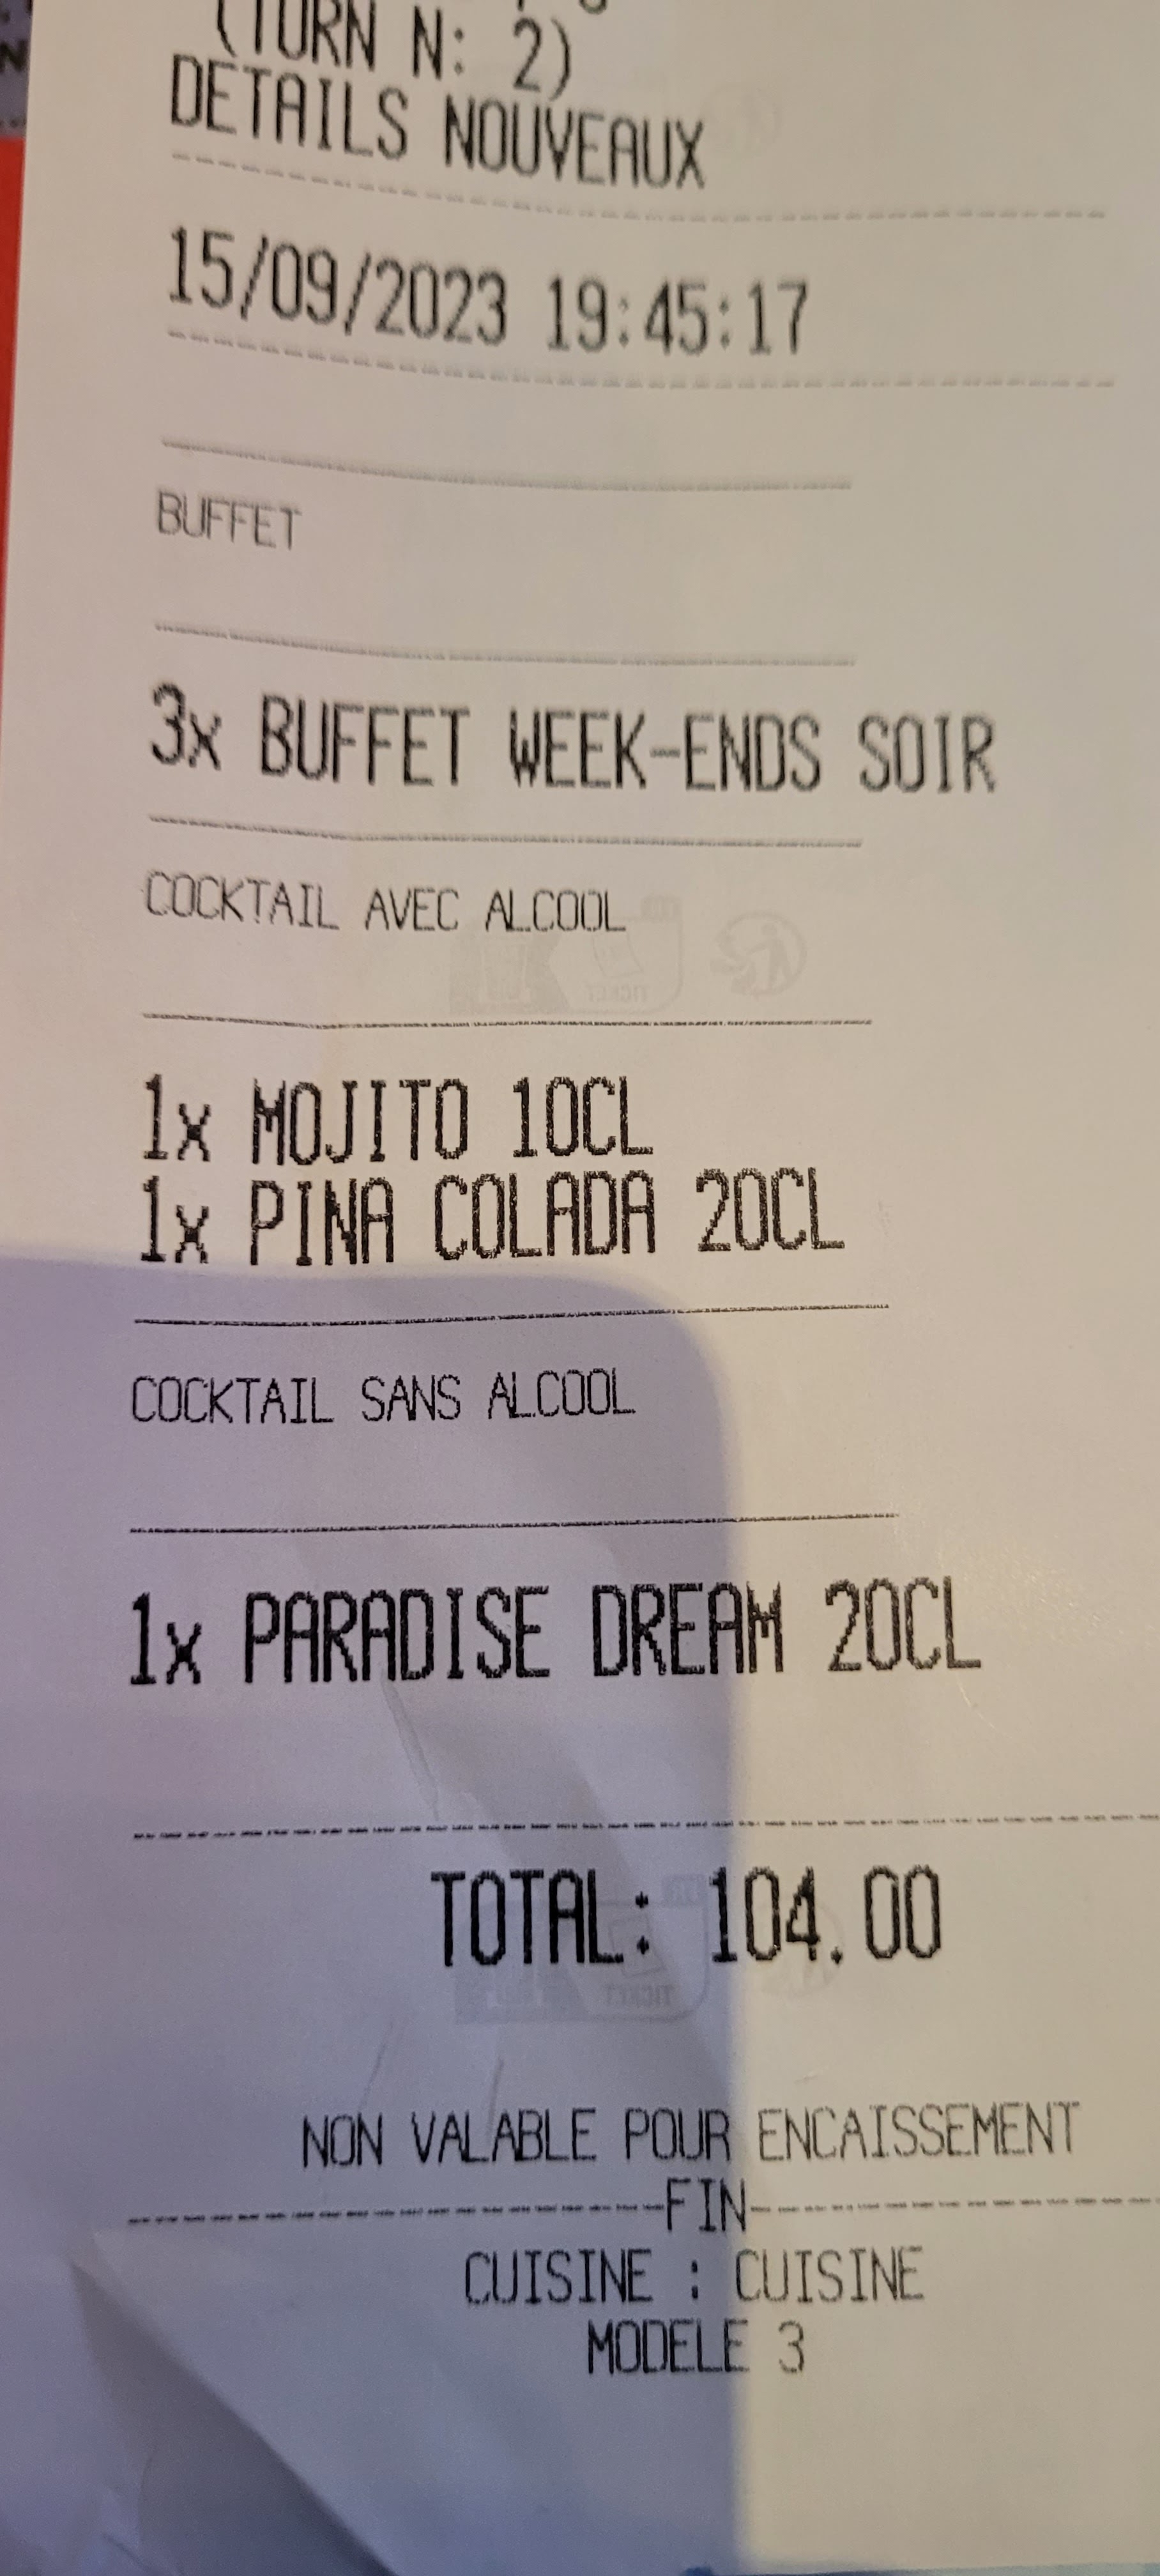 (TURN N: 2)
DETAILS NOUVEAUX
15/09/2023 19:45:17
BUFFET
3x BUFFET WEEK-ENDS SOIR
COCKTAIL AVEC ALCOOL
1x MOJITO 10CL
1x PINA COLADA 20CL
COCKTAIL SANS ALCOOL
1x PARADISE DREAM 20CL
TOTAL: 104.00
NON VALABLE POUR ENCAISSEMENT
FIN
CUISINE : CUISINE
MODELE 3